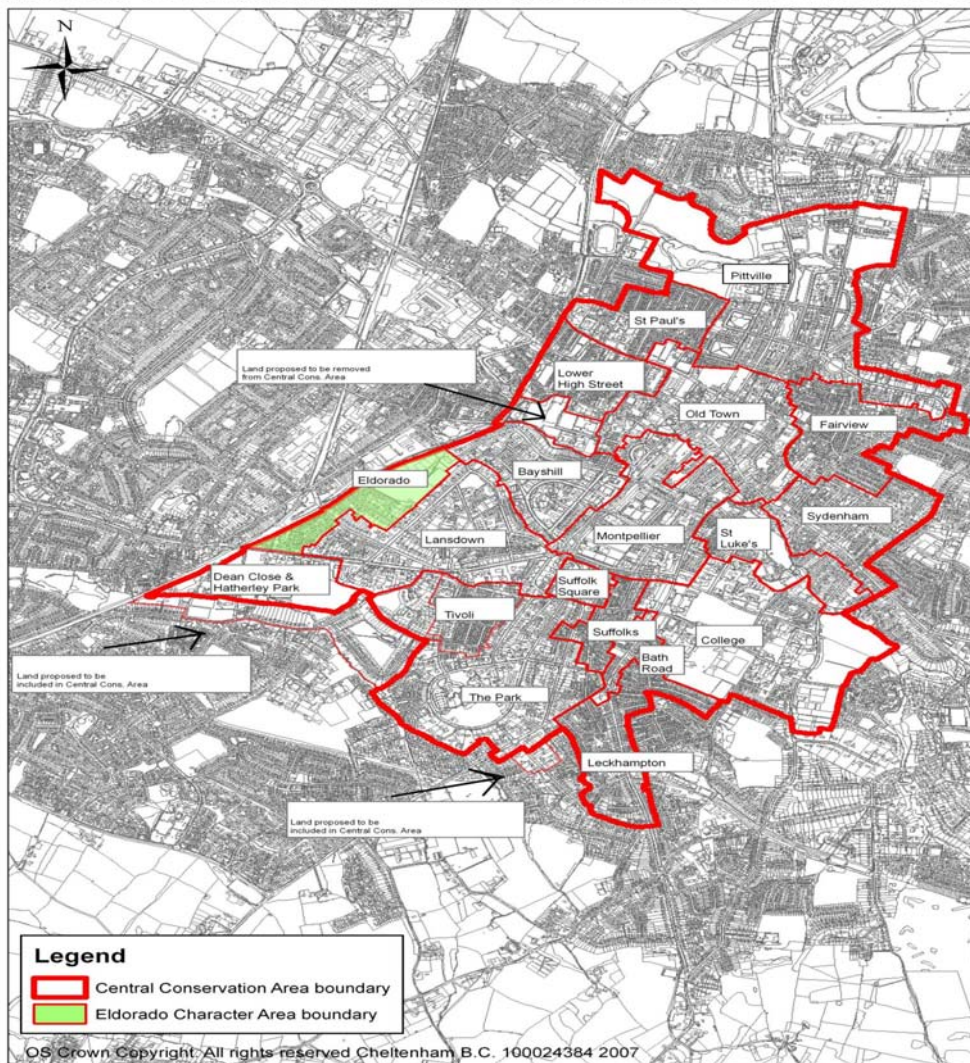 N
Pittville
St Paul's
Land proposed to be removed
from Central Cons. Area
Lower
High Street
Old Town
Fairview
Eldorado
Bayshill
Sydenham
Lansdown
Montpellier
St
Luke's
Dean Close &
Hatherley Park
Suffolk
Square
Tivoli
Suffolks
College
Land proposed to be
included in Central Cons. Area
Bath
Road
The Park
Leckhampton
Land proposed to be
included in Central Cons. Area
Legend
Central Conservation Area boundary
Eldorado Character Area boundary
OS Crown Copyright. All rights reserved Cheltenham B.C. 100024384 2007